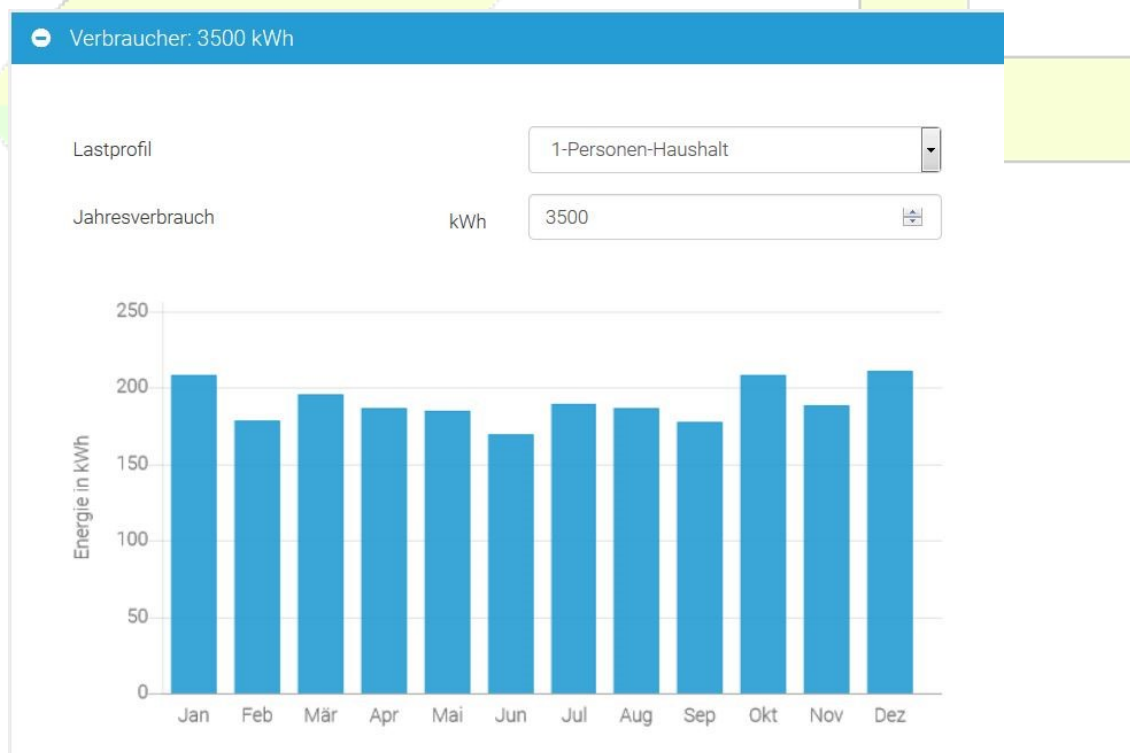 Verbraucher: 3500 kWh
Lastprofil 1-Personen-Haushalt
Jahresverbrauch kWh 3500
250
200
150
100
50
0
Energie in kWh
Jan Feb Mär Apr Mai Jun Jul Aug Sep Okt Nov Dez